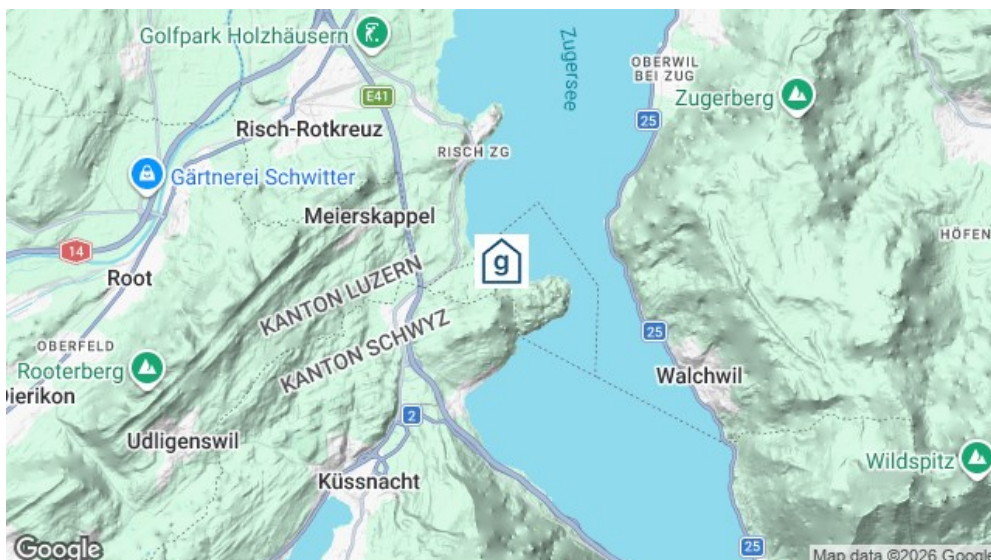 Golfpark Holzhäusern
Zugersee
OBERWIL
BEI ZUG
Zugerberg
E41
25
Risch-Rotkreuz
RISCH ZG
Gärtnerei Schwitter
Meierskappel
HÖFEN
14
g
Root
KANTON LUZERN
KANTON SCHWYZ
25
OBERFELD
Rooterberg
Dierikon
Walchwil
2
Udligenswil
Wildspitz
Küssnacht
25
Google
Map data ©2026 Google